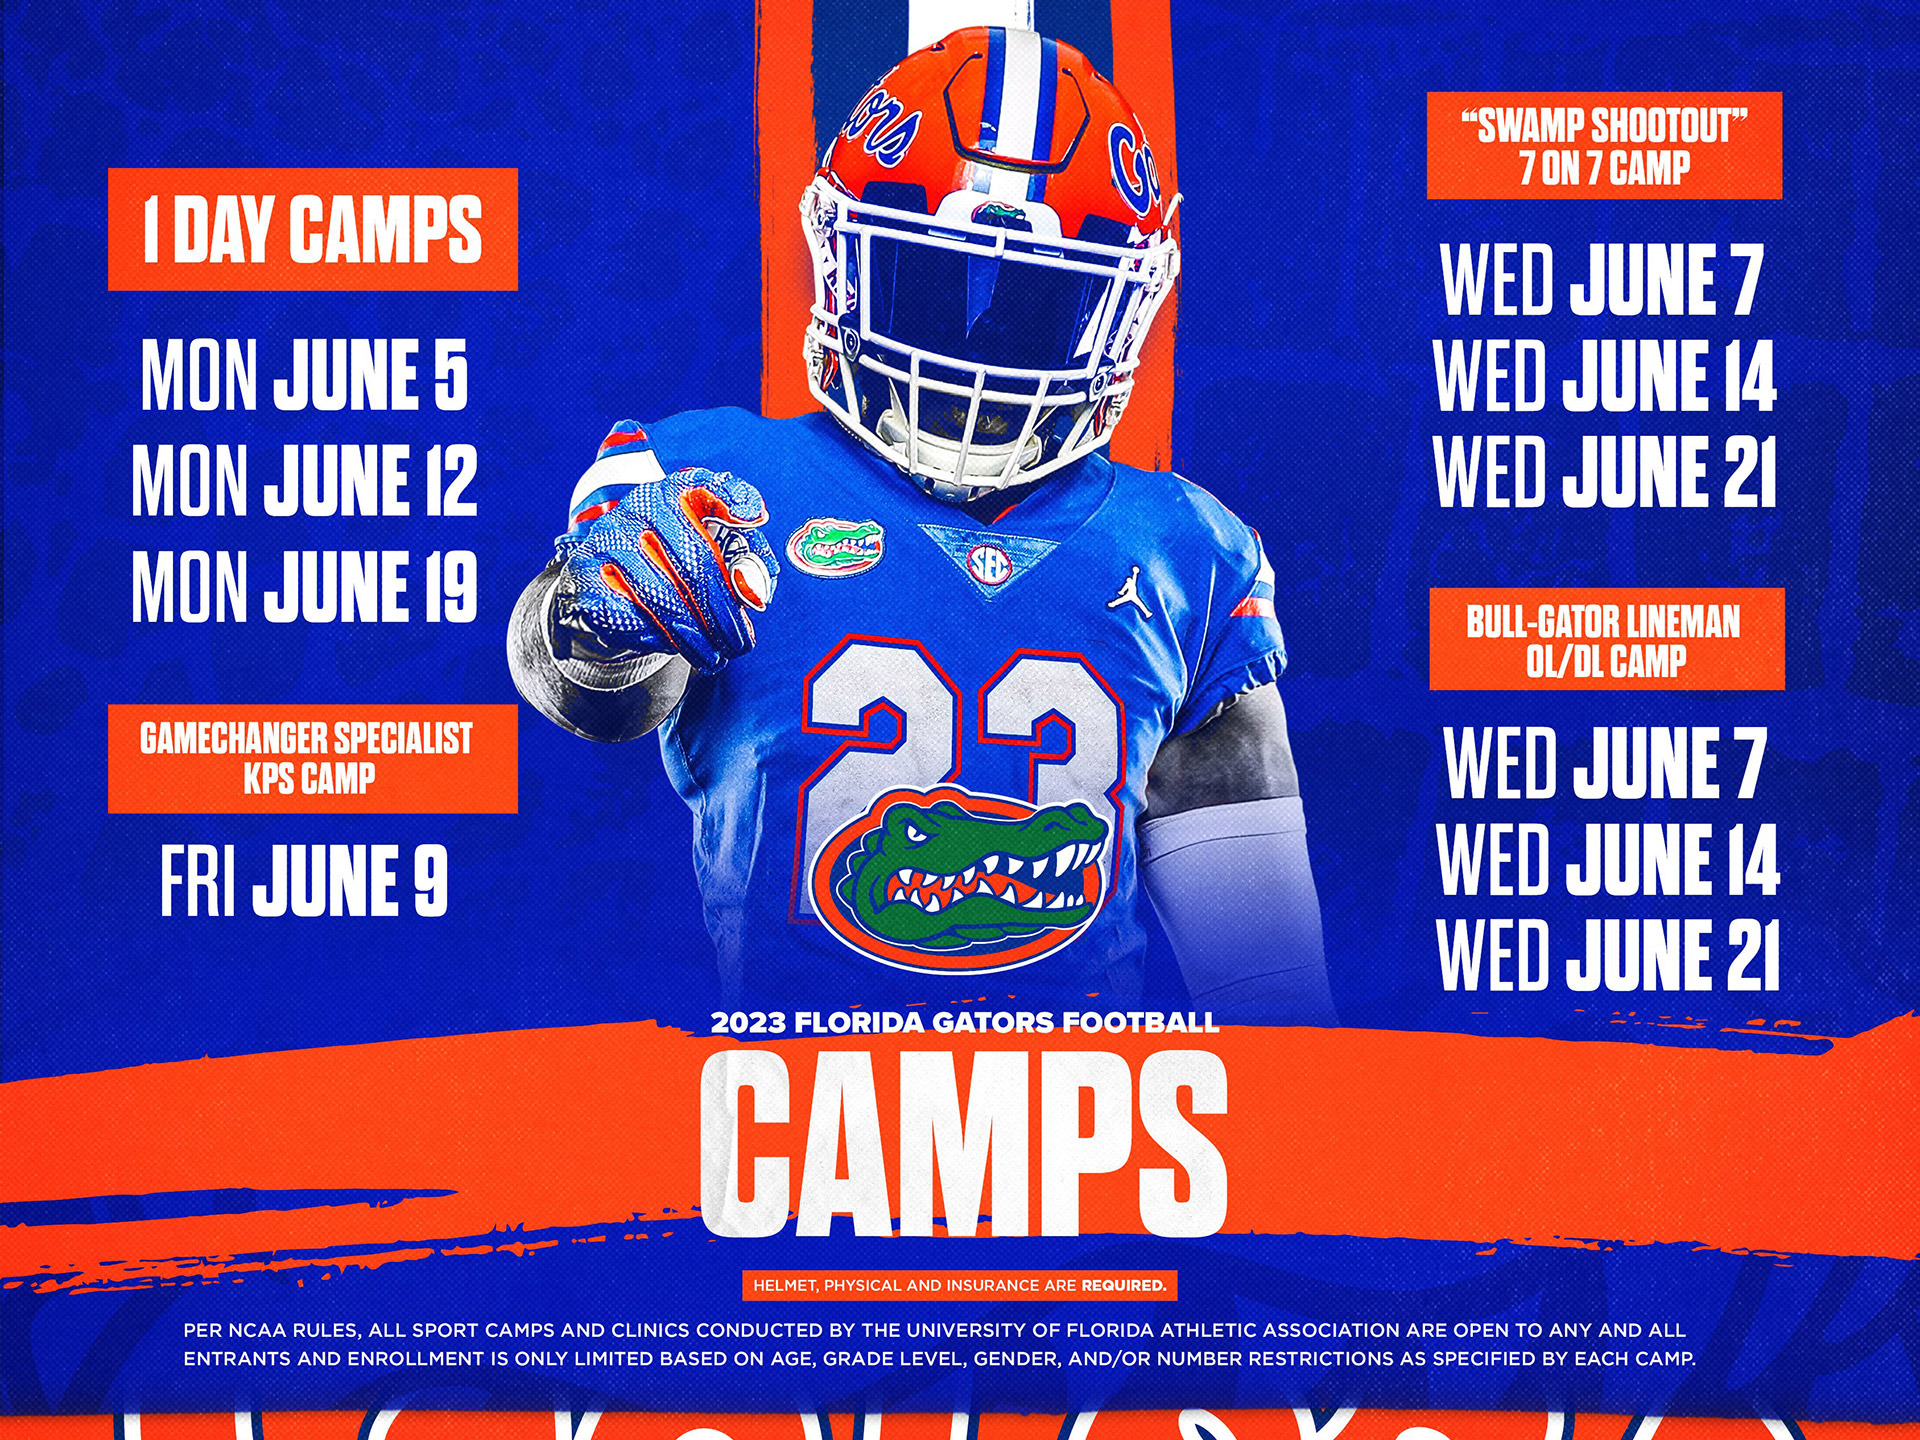 1 DAY CAMPS
MON JUNE 5
MON JUNE 12
MON JUNE 19
GAMECHANGER SPECIALIST
KPS CAMP
FRI JUNE 9
"SWAMP SHOOTOUT"
7 ON 7 CAMP
WED JUNE 7
WED JUNE 14
WED JUNE 21
BULL-GATOR LINEMAN
OL/DL CAMP
WED JUNE 7
WED JUNE 14
WED JUNE 21
SEC
23
2023 FLORIDA GATORS FOOTBALL
CAMPS
HELMET, PHYSICAL AND INSURANCE ARE REQUIRED.
PER NCAA RULES, ALL SPORT CAMPS AND CLINICS CONDUCTED BY THE UNIVERSITY OF FLORIDA ATHLETIC ASSOCIATION ARE OPEN TO ANY AND ALL
ENTRANTS AND ENROLLMENT IS ONLY LIMITED BASED ON AGE, GRADE LEVEL, GENDER, AND/OR NUMBER RESTRICTIONS AS SPECIFIED BY EACH CAMP.